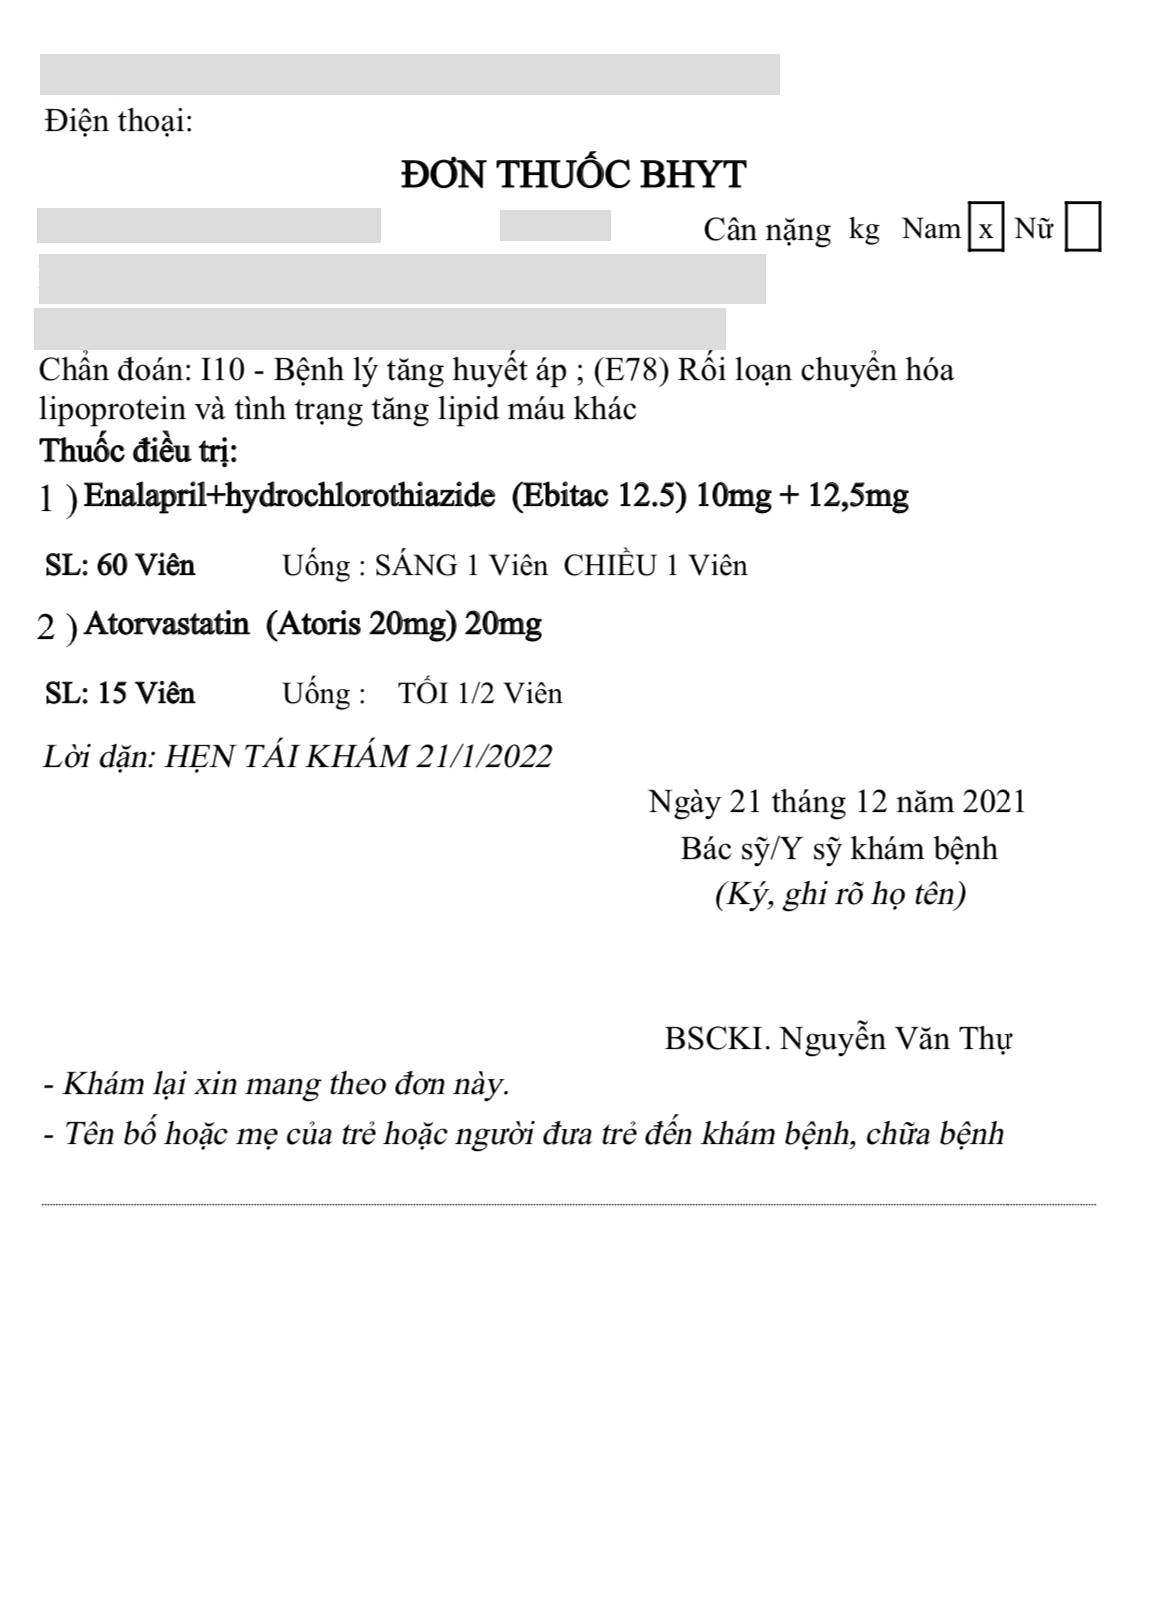 Điện thoại:
ĐƠN THUỐC BHYT
Cân nặng kg Nam x Nữ
Chẩn đoán: I10 - Bệnh lý tăng huyết áp ; (E78) Rối loạn chuyển hóa
lipoprotein và tình trạng tăng lipid máu khác
Thuốc điều trị:
1 ) Enalapril+hydrochlorothiazide (Ebitac 12.5) 10mg + 12,5mg
SL: 60 Viên Uống : SÁNG 1 Viên CHIỀU 1 Viên
2 ) Atorvastatin (Atoris 20mg) 20mg
SL: 15 Viên Uống : TỐI 1/2 Viên
Lời dặn: HẸN TÁI KHÁM 21/1/2022
Ngày 21 tháng 12 năm 2021
Bác sỹ/Y sỹ khám bệnh
(Ký, ghi rõ họ tên)
BSCKI. Nguyễn Văn Thự
- Khám lại xin mang theo đơn này.
- Tên bố hoặc mẹ của trẻ hoặc người đưa trẻ đến khám bệnh, chữa bệnh